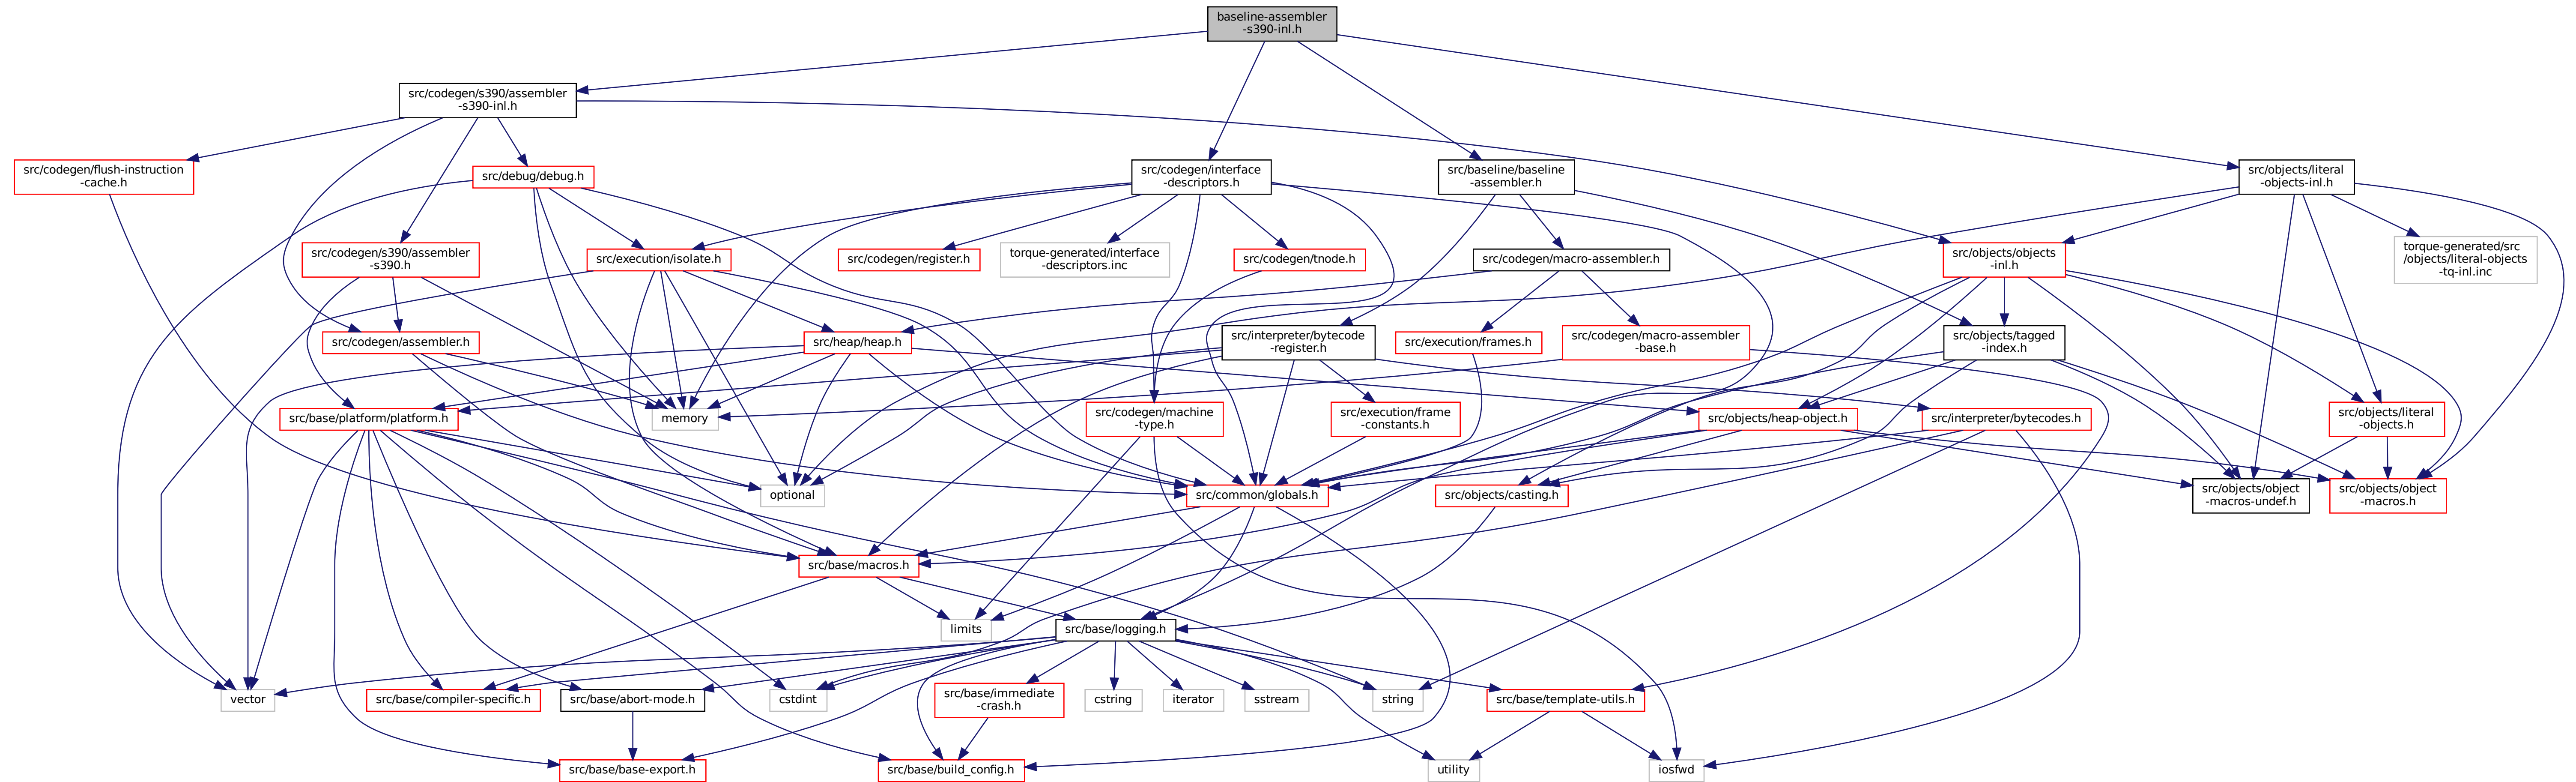 baseline-assembler
-s390-inl.h
src/codegen/s390/assembler
-s390-inl.h
src/codegen/flush-instruction
-cache.h
src/debug/debug.h
src/codegen/interface
-descriptors.h
src/baseline/baseline
-assembler.h
src/objects/literal
-objects-inl.h
src/codegen/s390/assembler
-s390.h
src/execution/isolate.h
src/codegen/register.h
torque-generated/interface
-descriptors.inc
src/codegen/tnode.h
src/codegen/macro-assembler.h
src/objects/objects
-inl.h
torque-generated/src
/objects/literal-objects
-tq-inl.inc
src/codegen/assembler.h
src/heap/heap.h
src/interpreter/bytecode
-register.h
src/execution/frames.h
src/codegen/macro-assembler
-base.h
src/objects/tagged
-index.h
src/base/platform/platform.h
memory
src/codegen/machine
-type.h
src/execution/frame
-constants.h
src/objects/heap-object.h
src/interpreter/bytecodes.h
src/objects/literal
-objects.h
optional
src/common/globals.h
src/objects/casting.h
src/objects/object
-macros-undef.h
src/objects/object
-macros.h
src/base/macros.h
limits
src/base/logging.h
vector
src/base/compiler-specific.h
src/base/abort-mode.h
cstdint
src/base/immediate
-crash.h
cstring
iterator
sstream
string
src/base/template-utils.h
src/base/base-export.h
src/base/build_config.h
utility
iosfwd